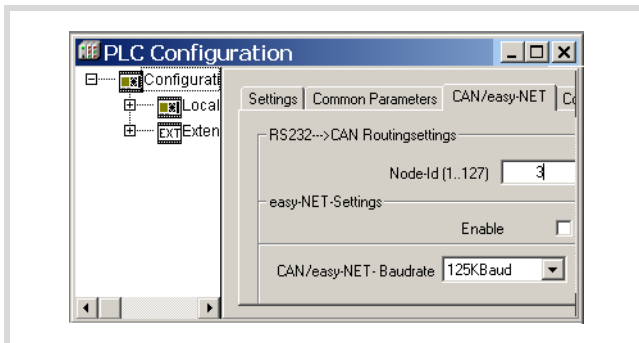 PLC Configuration
Configurati
Local
EXT Exten
Settings Common Parameters CAN/easy-NET
RS232--->CAN Routingsettings
Node-Id (1..127) 3
easy-NET-Settings
Enable
CAN/easy-NET- Baudrate 125KBaud